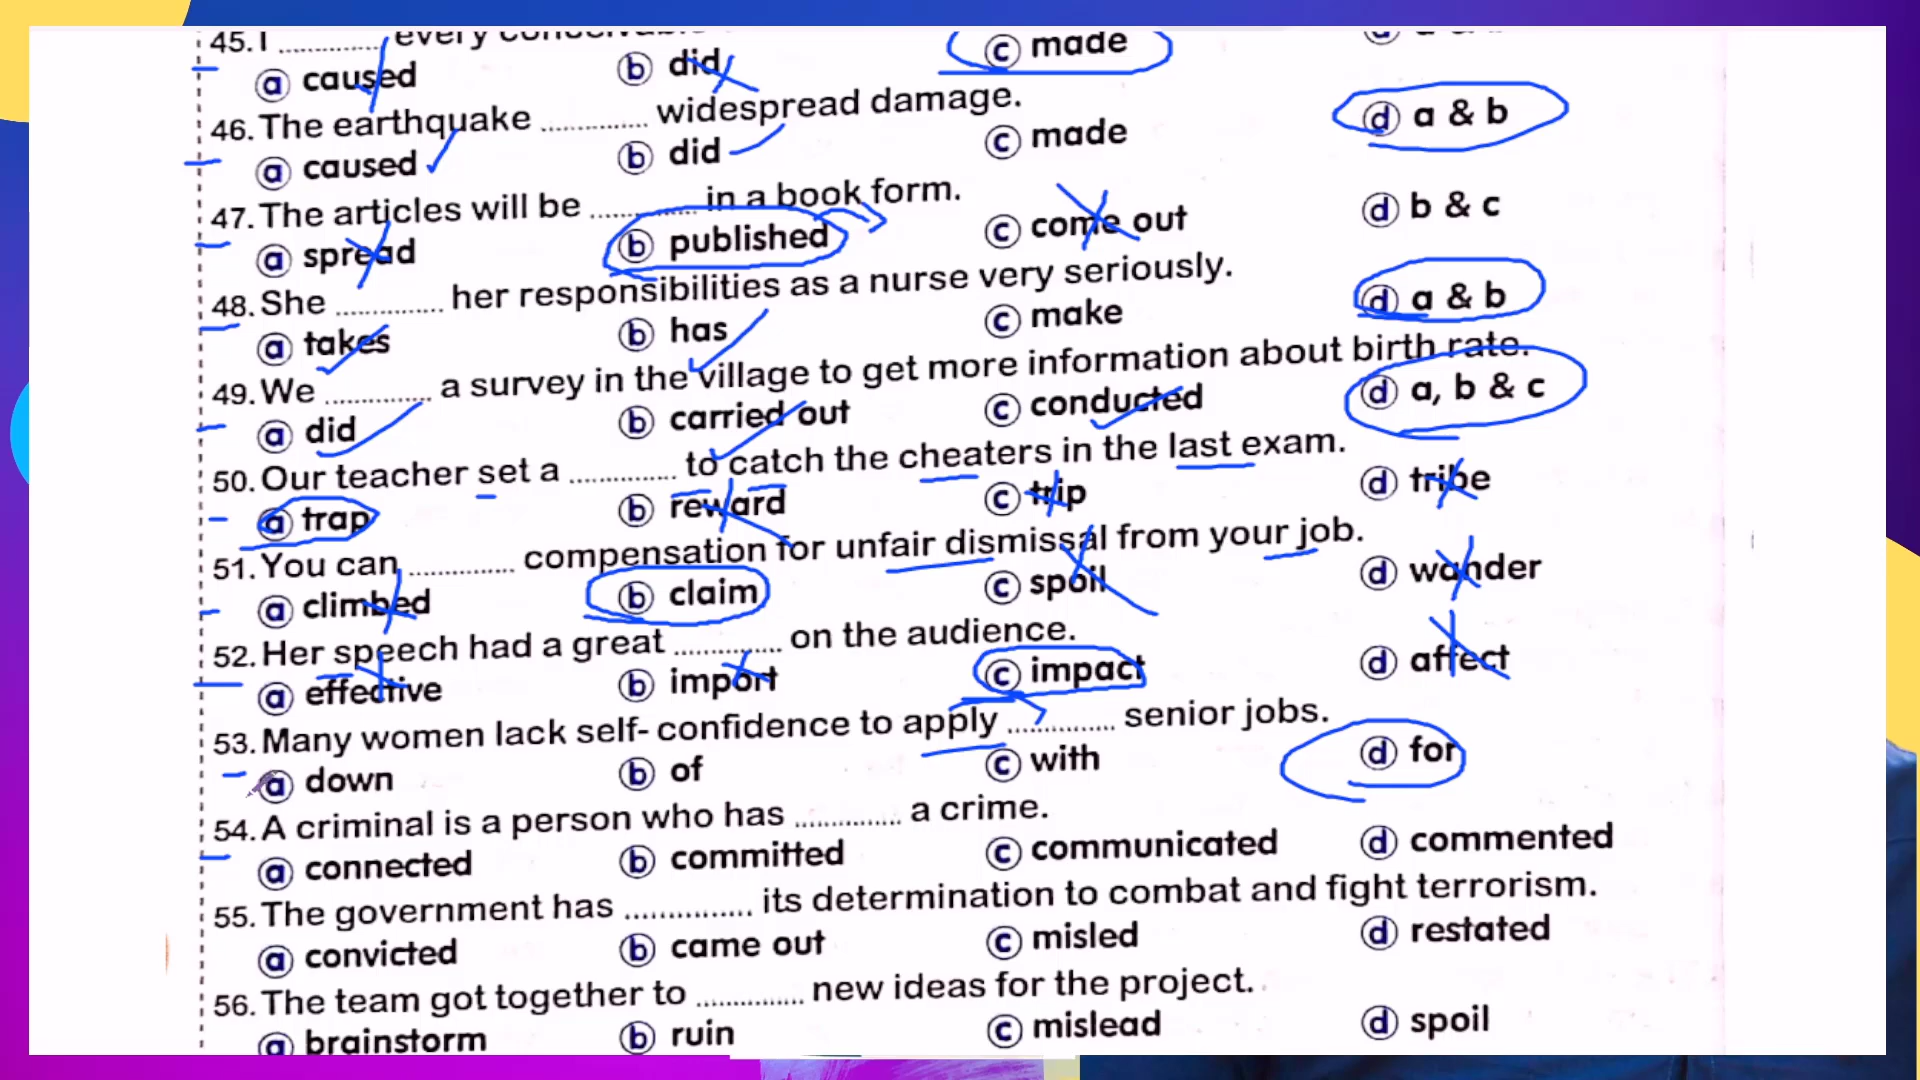 45. I ............ every
a caused b did c made
46. The earthquake ............ widespread damage.
a caused b did c made d a & b
47. The articles will be ............ in a book form.
a spread b published c come out d b & c
48. She ............ her responsibilities as a nurse very seriously.
a takes b has c make d a & b
49. We ............ a survey in the village to get more information about birth rate.
a did b carried out c conducted d a, b & c
50. Our teacher set a ............ to catch the cheaters in the last exam.
a trap b reward c trip d tribe
51. You can ............ compensation for unfair dismissal from your job.
a climbed b claim c spoil d wander
52. Her speech had a great ............ on the audience.
a effective b import c impact d affect
53. Many women lack self- confidence to apply ............ senior jobs.
a down b of c with d for
54. A criminal is a person who has ............ a crime.
a connected b committed c communicated d commented
55. The government has ............... its determination to combat and fight terrorism.
a convicted b came out c misled d restated
56. The team got together to ............ new ideas for the project.
a brainstorm b ruin c mislead d spoil